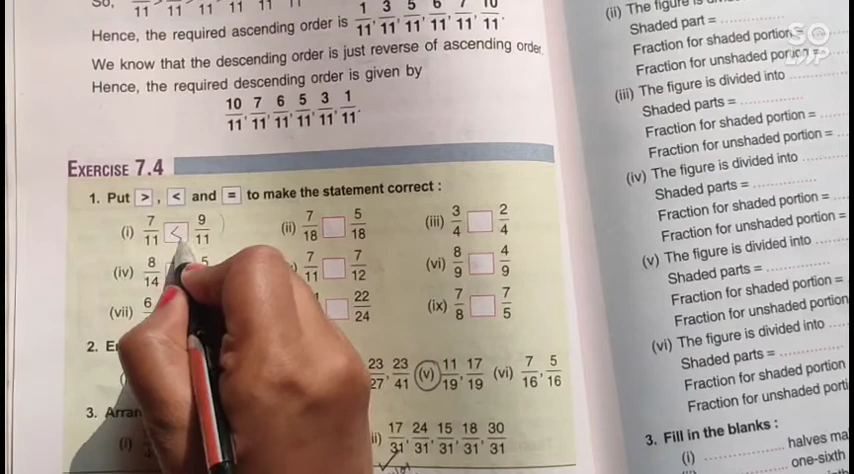 So,
11 11 11 11 11 11
Hence, the required ascending order is 1/11, 3/11, 5/11, 6/11, 7/11, 10/11.
We know that the descending order is just reverse of ascending order.
Hence, the required descending order is given by
10/11, 7/11, 6/11, 5/11, 3/11, 1/11.
EXERCISE 7.4
1. Put > , < and = to make the statement correct :
(i) 7/11 < 9/11 (ii) 7/18 □ 5/18 (iii) 3/4 □ 2/4
(iv) 8/14 5 ) 7/11 □ 7/12 (vi) 8/9 □ 4/9
(vii) 6 □ 22/24 (ix) 7/8 □ 7/5
2. 23/27, 23/41 (v) 11/19, 17/19 (vi) 7/16, 5/16
3. Arran
(i) ii) 17/31, 24/31, 15/31, 18/31, 30/31
(ii) The figure is
Shaded part =
Fraction for shaded portion =
Fraction for unshaded portion =
(iii) The figure is divided into
Shaded parts =
Fraction for shaded portion =
Fraction for unshaded portion =
(iv) The figure is divided into
Shaded parts =
Fraction for shaded portion =
Fraction for unshaded portion =
(v) The figure is divided into
Shaded parts =
Fraction for shaded portion =
Fraction for unshaded portion
(vi) The figure is divided into
Shaded parts =
Fraction for shaded portion
Fraction for unshaded porti
3. Fill in the blanks :
(i) halves ma
one-sixth